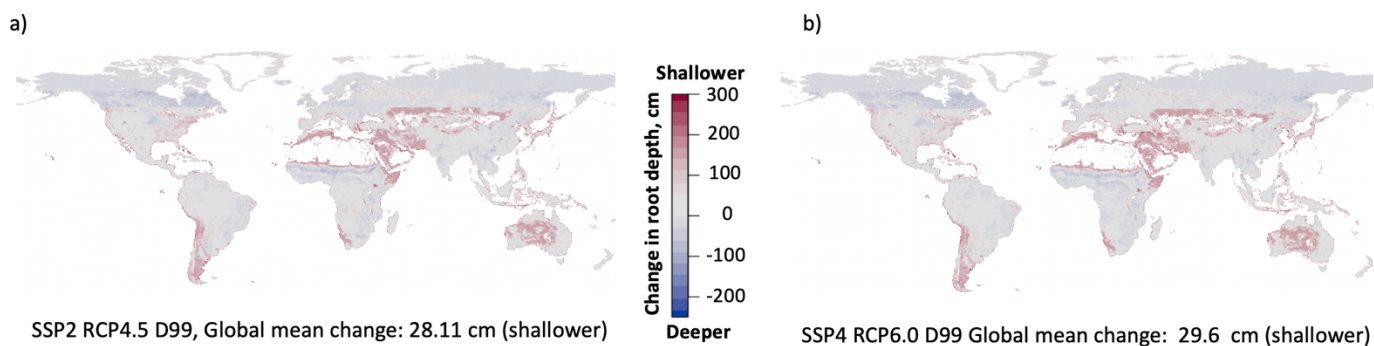 a)
b)
Shallower
300
200
100
0
-100
-200
Change in root depth, cm
Deeper
SSP2 RCP4.5 D99, Global mean change: 28.11 cm (shallower)
SSP4 RCP6.0 D99 Global mean change: 29.6 cm (shallower)